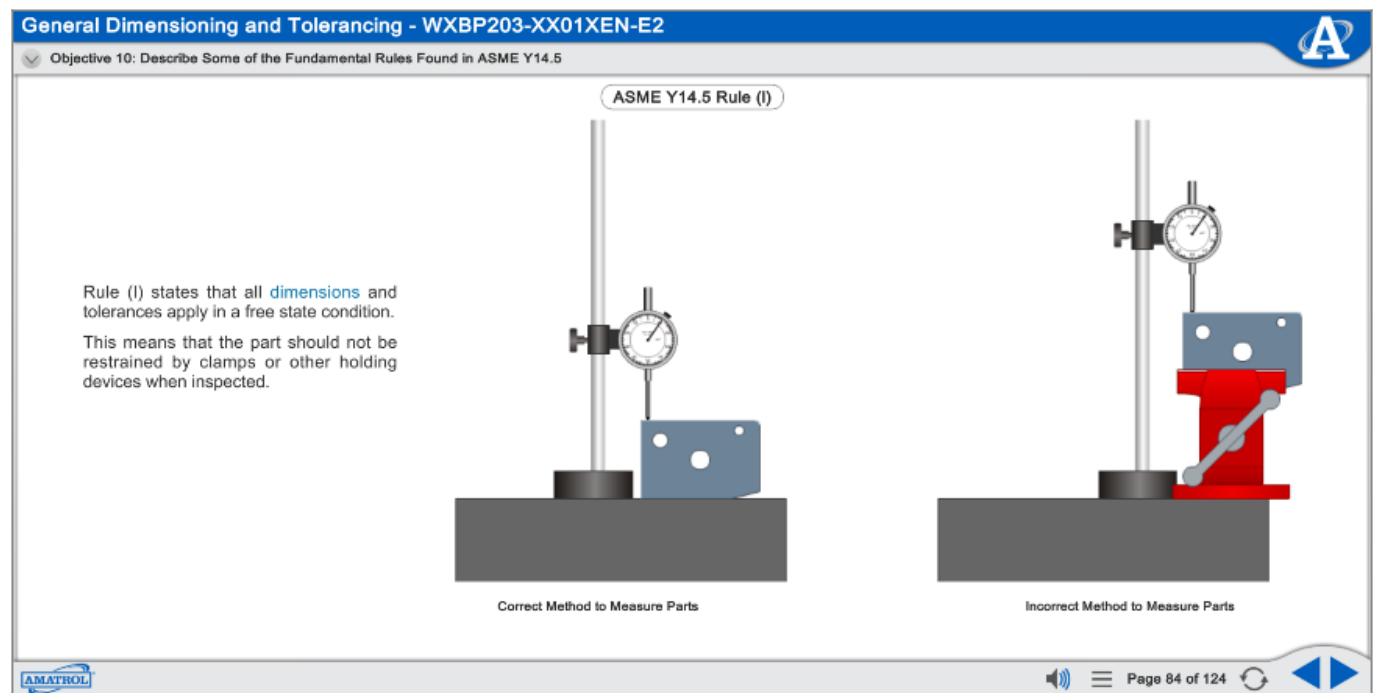 General Dimensioning and Tolerancing - WXBP203-XX01XEN-E2
Objective 10: Describe Some of the Fundamental Rules Found in ASME Y14.5
ASME Y14.5 Rule (l)
Rule (l) states that all dimensions and
tolerances apply in a free state condition.
This means that the part should not be
restrained by clamps or other holding
devices when inspected.
Correct Method to Measure Parts
Incorrect Method to Measure Parts
AMATROL
Page 84 of 124